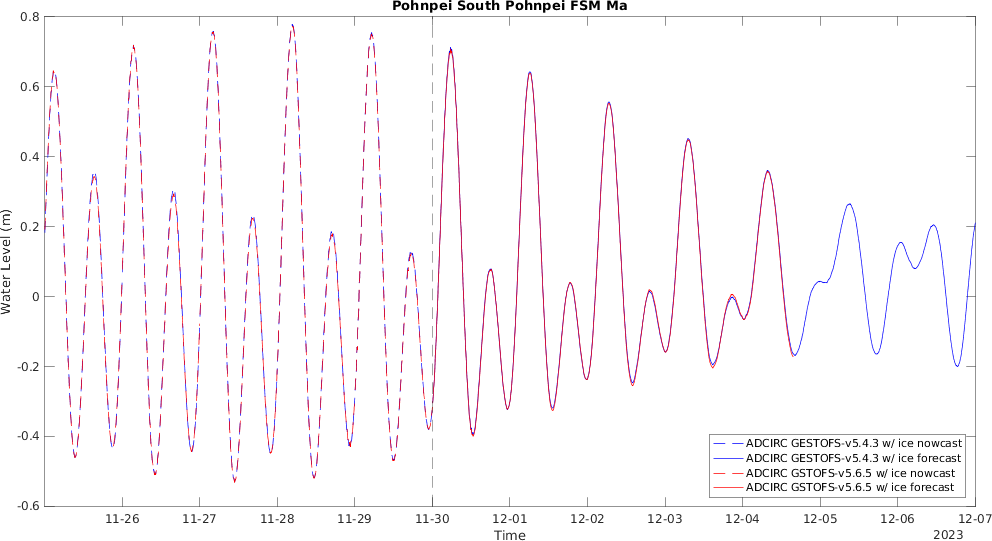 Pohnpei South Pohnpei FSM Ma
Water Level (m)
0.8
0.6
0.4
0.2
0
-0.2
-0.4
-0.6
ADCIRC GESTOFS-v5.4.3 w/ ice nowcast
ADCIRC GESTOFS-v5.4.3 w/ ice forecast
ADCIRC GSTOFS-v5.6.5 w/ ice nowcast
ADCIRC GSTOFS-v5.6.5 w/ ice forecast
11-26 11-27 11-28 11-29 11-30 12-01 12-02 12-03 12-04 12-05 12-06 12-07
Time
2023